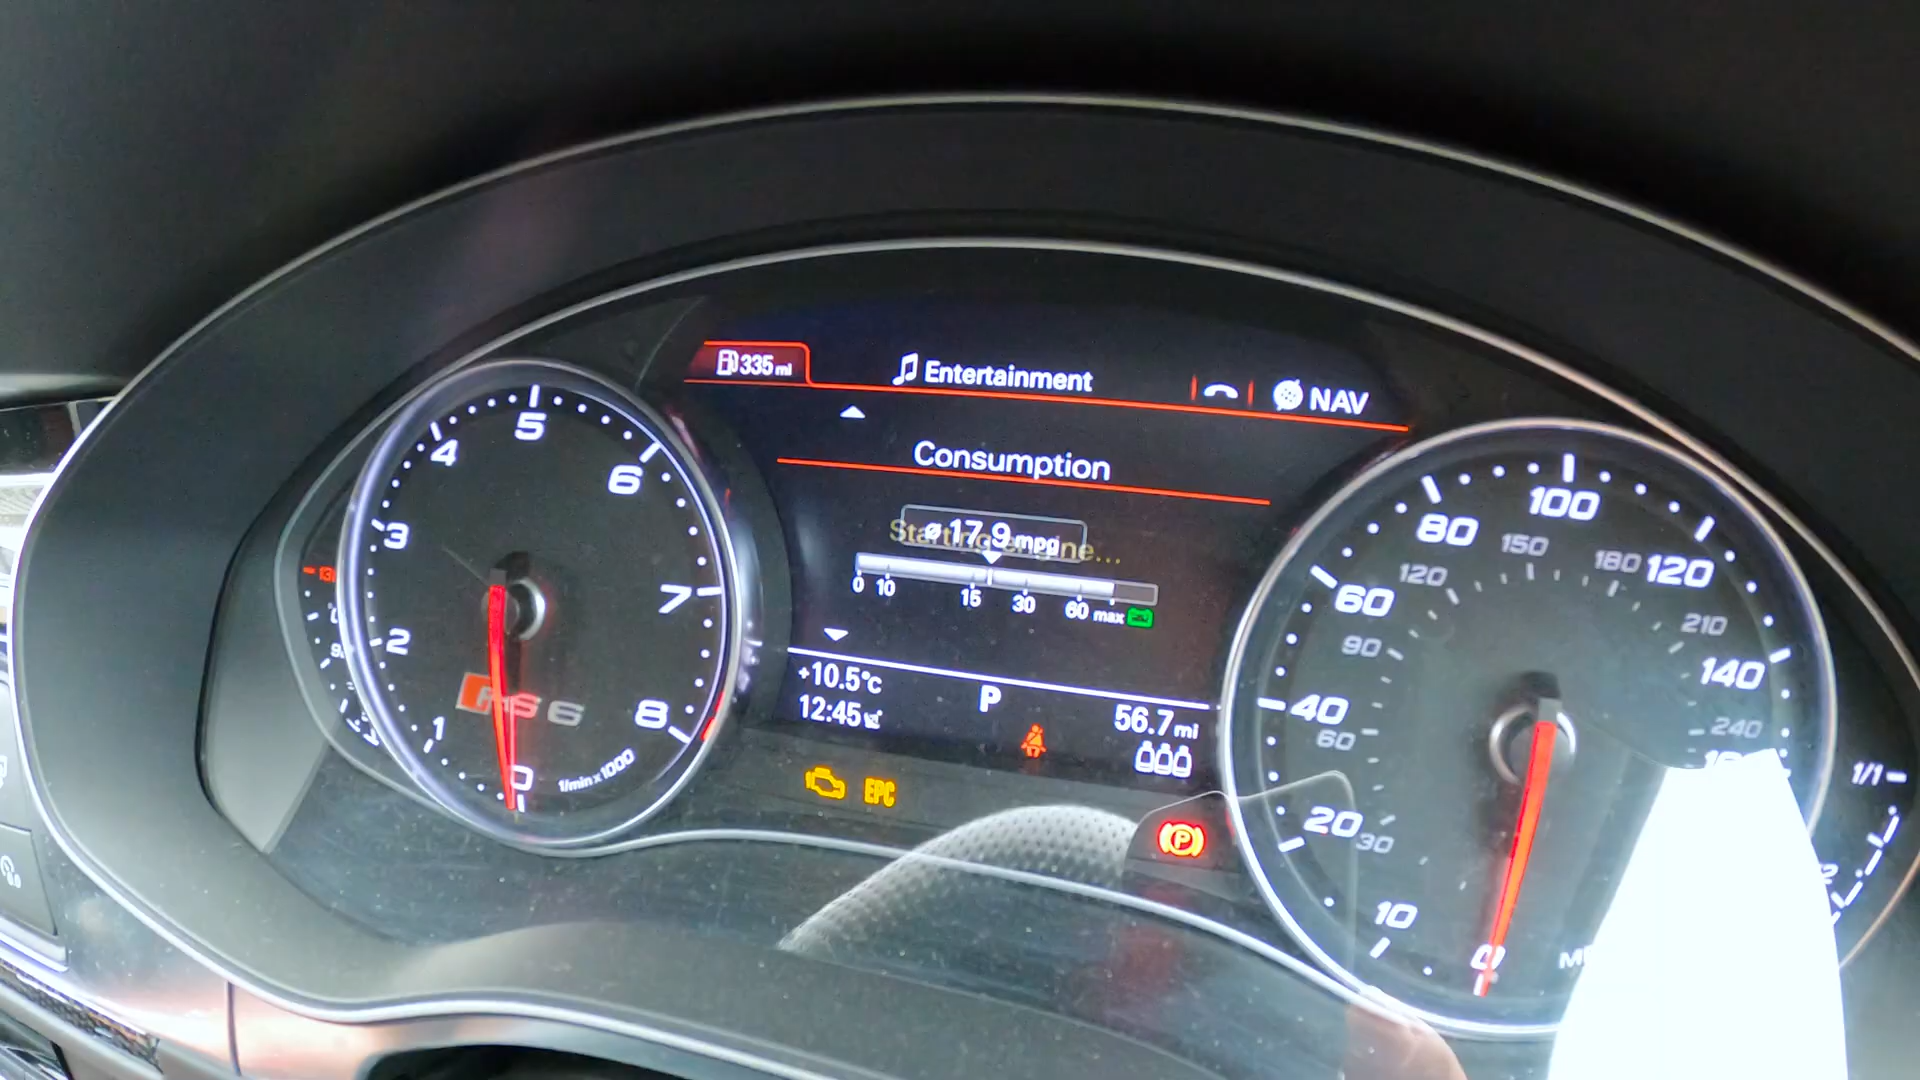 335 mi
Entertainment
NAV
Consumption
Starting engine...
ø 17.9 mpg
0 10 15 30 60 max
+10.5°C
12:45
P
56.7 mi
EPC
P
0
1
2
3
4
5
6
7
8
RS 6
1/min x 1000
0
10
20
40
60
80
100
120
140
30
60
90
120
150
180
210
240
1/1